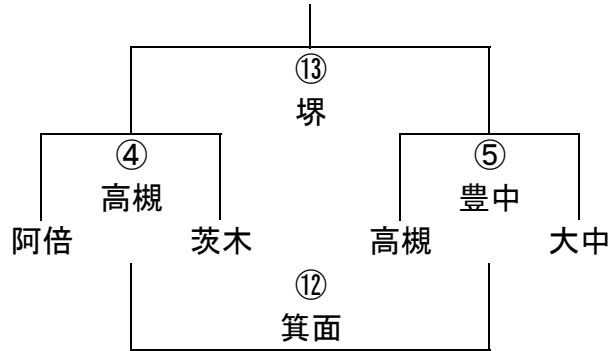 ⑬
堺
④ ⑤
高槻 豊中
阿倍 茨木 高槻 大中
⑫
箕面